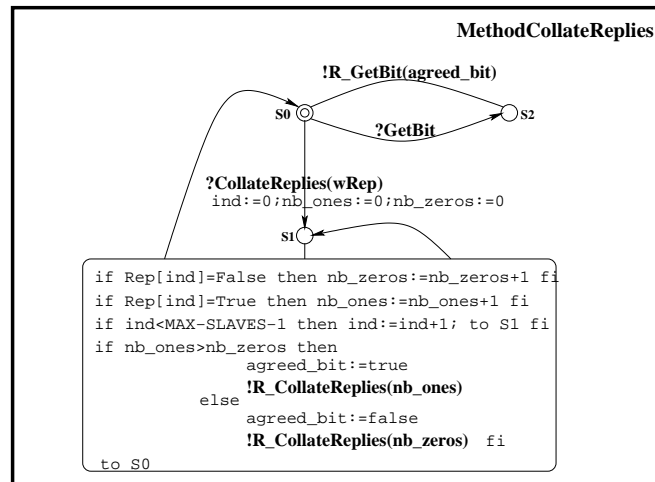 MethodCollateReplies
!R_GetBit(agreed_bit)
S0
S2
?GetBit
?CollateReplies(wRep)
ind:=0;nb_ones:=0;nb_zeros:=0
S1
if Rep[ind]=False then nb_zeros:=nb_zeros+1 fi
if Rep[ind]=True then nb_ones:=nb_ones+1 fi
if ind<MAX-SLAVES-1 then ind:=ind+1; to S1 fi
if nb_ones>nb_zeros then
agreed_bit:=true
!R_CollateReplies(nb_ones)
else
agreed_bit:=false
!R_CollateReplies(nb_zeros) fi
to S0